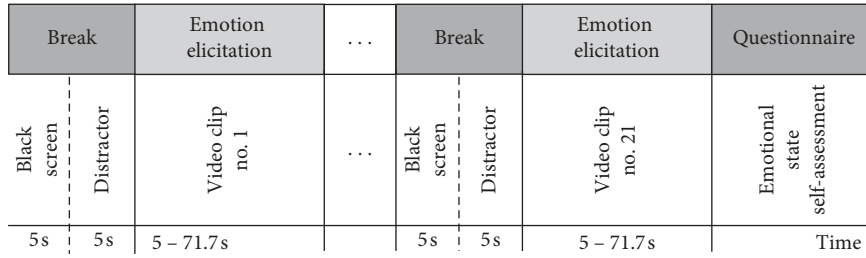 Break
Emotion
elicitation
. . .
Break
Emotion
elicitation
Questionnaire
Black
screen
Distractor
Video clip
no. 1
. . .
Black
screen
Distractor
Video clip
no. 21
Emotional
state
self-assessment
5 s
5 s
5 – 71.7 s
5 s
5 s
5 – 71.7 s
Time